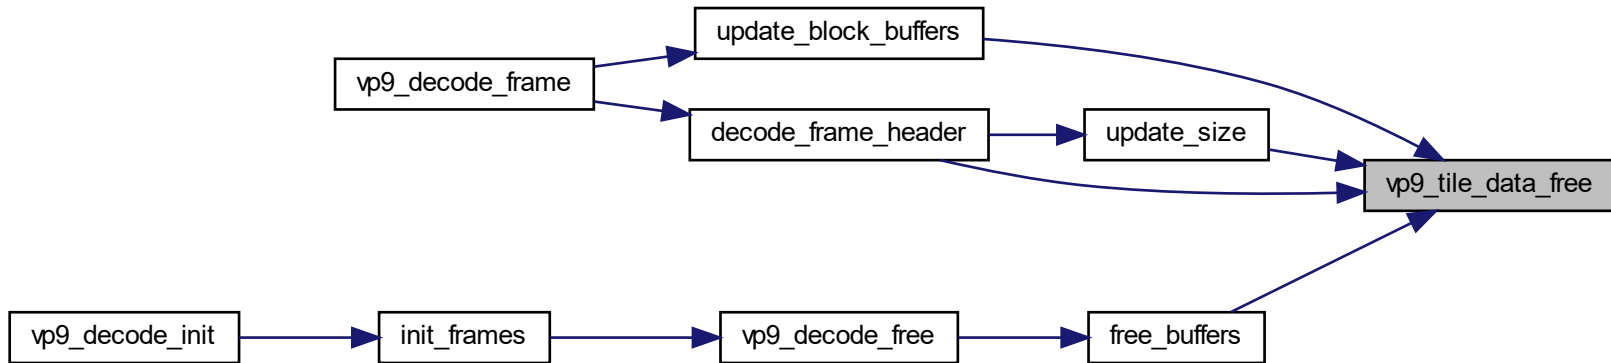 update_block_buffers
vp9_decode_frame
decode_frame_header
update_size
vp9_tile_data_free
vp9_decode_init
init_frames
vp9_decode_free
free_buffers